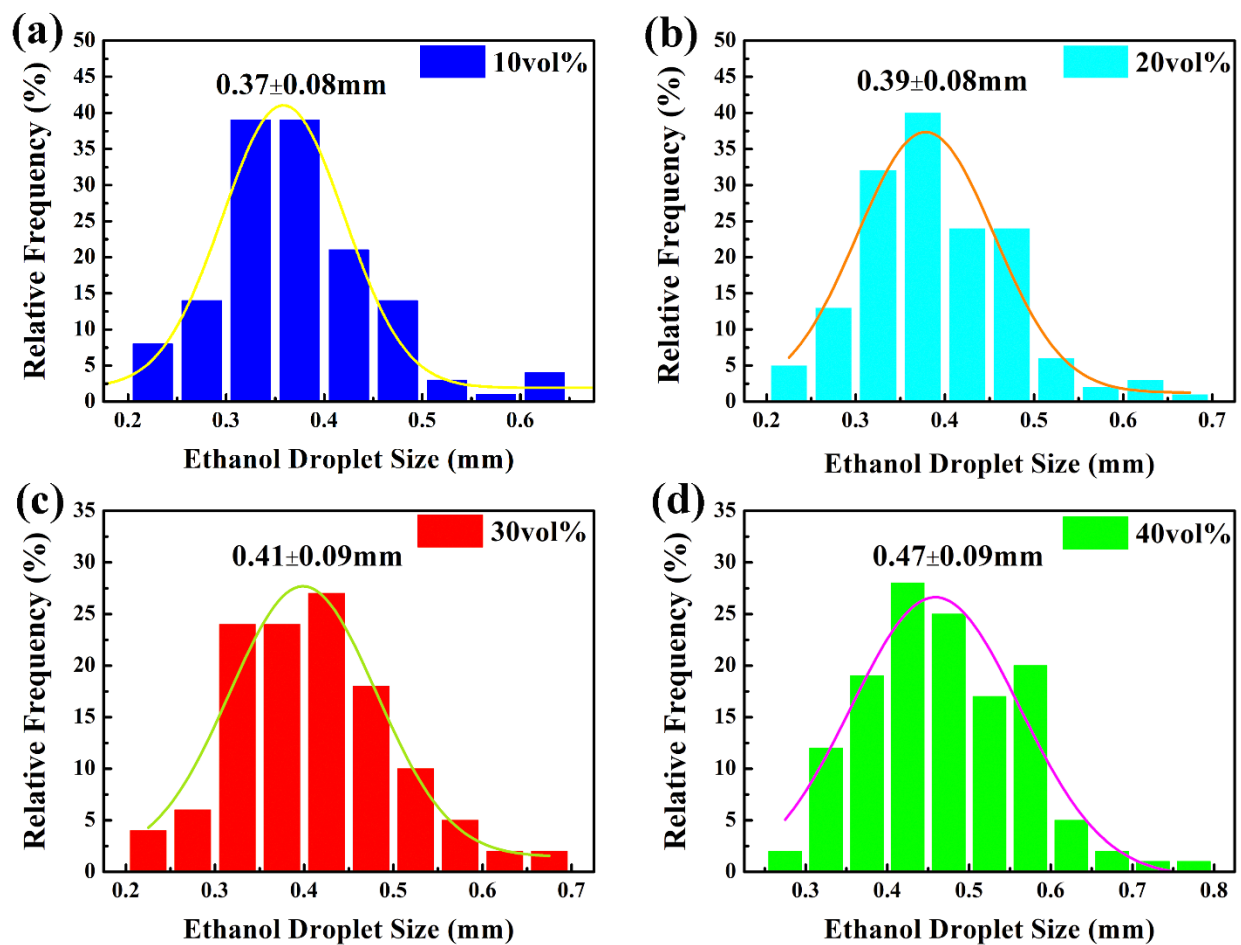 (a)
10vol%
0.37±0.08mm
Relative Frequency (%)
50
45
40
35
30
25
20
15
10
5
0
0.2 0.3 0.4 0.5 0.6
Ethanol Droplet Size (mm)
(b)
20vol%
0.39±0.08mm
Relative Frequency (%)
50
45
40
35
30
25
20
15
10
5
0
0.2 0.3 0.4 0.5 0.6 0.7
Ethanol Droplet Size (mm)
(c)
30vol%
0.41±0.09mm
Relative Frequency (%)
35
30
25
20
15
10
5
0
0.2 0.3 0.4 0.5 0.6 0.7
Ethanol Droplet Size (mm)
(d)
40vol%
0.47±0.09mm
Relative Frequency (%)
35
30
25
20
15
10
5
0
0.3 0.4 0.5 0.6 0.7 0.8
Ethanol Droplet Size (mm)